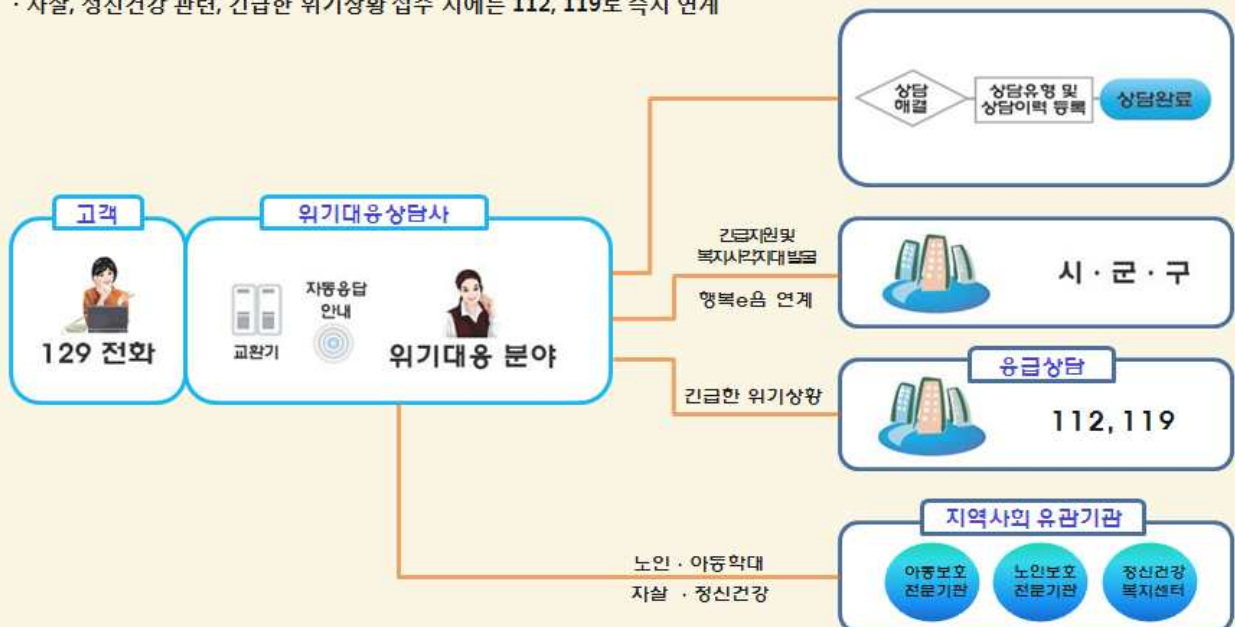 · 자살, 정신건강 관련, 긴급한 위기상황 접수 시에는 112, 119로 즉시 연계
상담
해결
상담유형 및
상담이력 등록
상담완료
고객
위기대응상담사
129 전화
교환기
자동응답
안내
위기대응 분야
긴급지원및
복지사각지대발굴
행복e음 연계
시 · 군 · 구
긴급한 위기상황
응급상담
112, 119
노인 · 아동학대
자살 · 정신건강
지역사회 유관기관
아동보호
전문기관
노인보호
전문기관
정신건강
복지센터